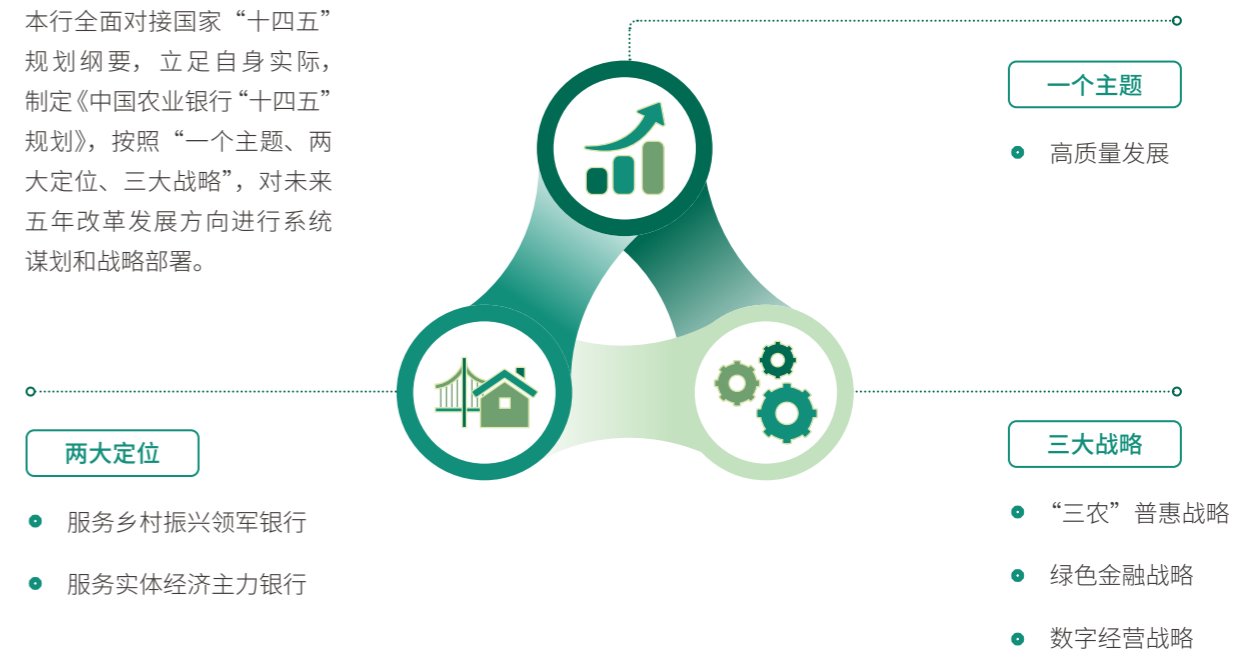 本行全面对接国家“十四五”
规划纲要，立足自身实际，
制定《中国农业银行“十四五”
规划》，按照“一个主题、两
大定位、三大战略”，对未来
五年改革发展方向进行系统
谋划和战略部署。
一个主题
高质量发展
两大定位
服务乡村振兴领军银行
服务实体经济主力银行
三大战略
“三农”普惠战略
绿色金融战略
数字经营战略